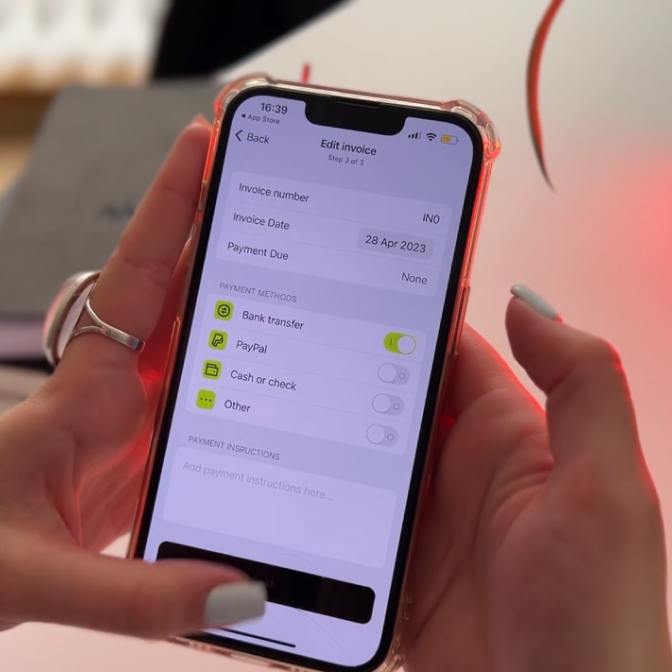 16:39
◀ App Store
Back
Edit invoice
Step 3 of 3
Invoice number
IN0
Invoice Date
28 Apr 2023
Payment Due
None
PAYMENT METHODS
Bank transfer
PayPal
Cash or check
Other
PAYMENT INSRUCTIONS
Add payment instructions here...